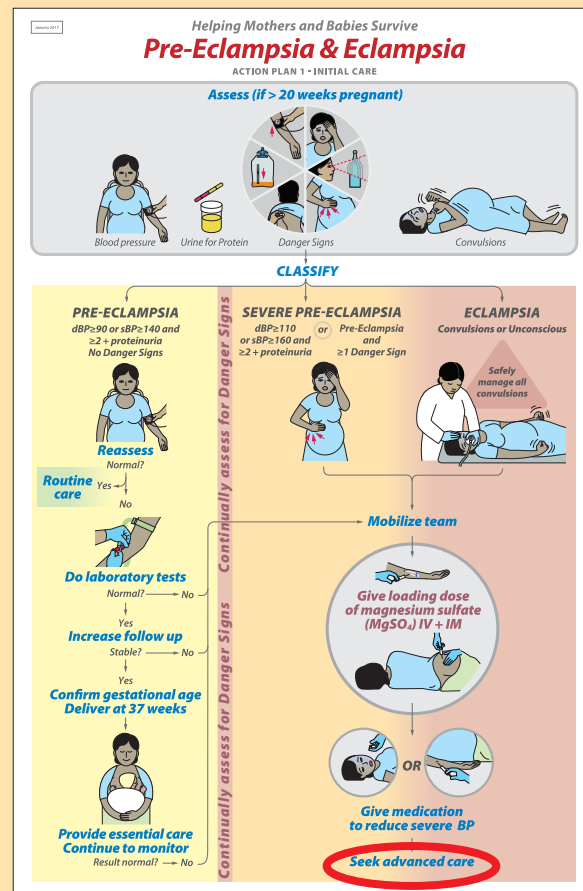 January 2017
Helping Mothers and Babies Survive
Pre-Eclampsia & Eclampsia
ACTION PLAN 1 - INITIAL CARE
Assess (if > 20 weeks pregnant)
Blood pressure
Urine for Protein
Danger Signs
Convulsions
CLASSIFY
PRE-ECLAMPSIA
dBP≥90 or sBP≥140 and
≥2 + proteinuria
No Danger Signs
Reassess
Normal?
Routine
care
Yes
No
Do laboratory tests
Normal?
No
Yes
Increase follow up
Stable?
No
Yes
Confirm gestational age
Deliver at 37 weeks
Provide essential care
Continue to monitor
Result normal?
No
Continually assess for Danger Signs
Continually assess for Danger Signs
SEVERE PRE-ECLAMPSIA
dBP≥110
or sBP≥160 and
≥2 + proteinuria
or
Pre-Eclampsia
and
≥1 Danger Sign
ECLAMPSIA
Convulsions or Unconscious
Safely
manage all
convulsions
Mobilize team
Give loading dose
of magnesium sulfate
(MgSO₄) IV + IM
OR
Give medication
to reduce severe BP
Seek advanced care